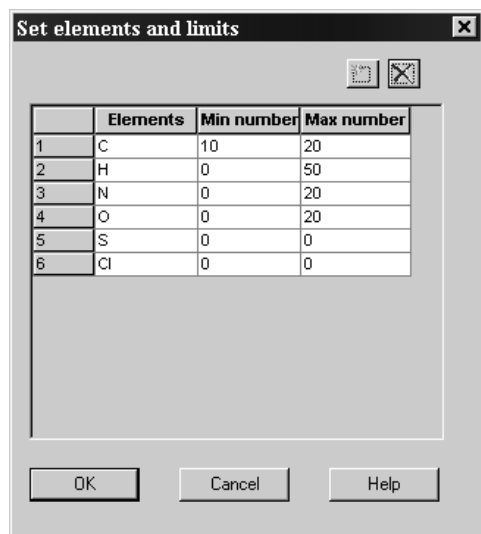 Set elements and limits
Elements Min number Max number
1 C 10 20
2 H 0 50
3 N 0 20
4 O 0 20
5 S 0 0
6 Cl 0 0
OK Cancel Help